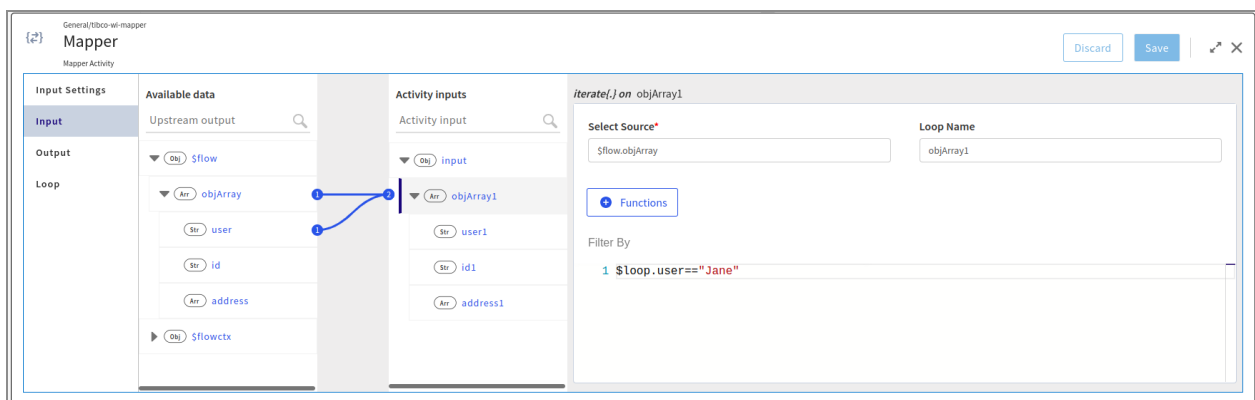 General/tibco-wi-mapper
Mapper
Mapper Activity
Discard
Save
Input Settings
Input
Output
Loop
Available data
Upstream output
Obj $flow
Arr objArray
1
Str user
1
Str id
Arr address
Obj $flowctx
Activity inputs
Activity input
Obj input
2
Arr objArray1
Str user1
Str id1
Arr address1
iterate{.} on objArray1
Select Source*
$flow.objArray
Loop Name
objArray1
Functions
Filter By
1 $loop.user=="Jane"